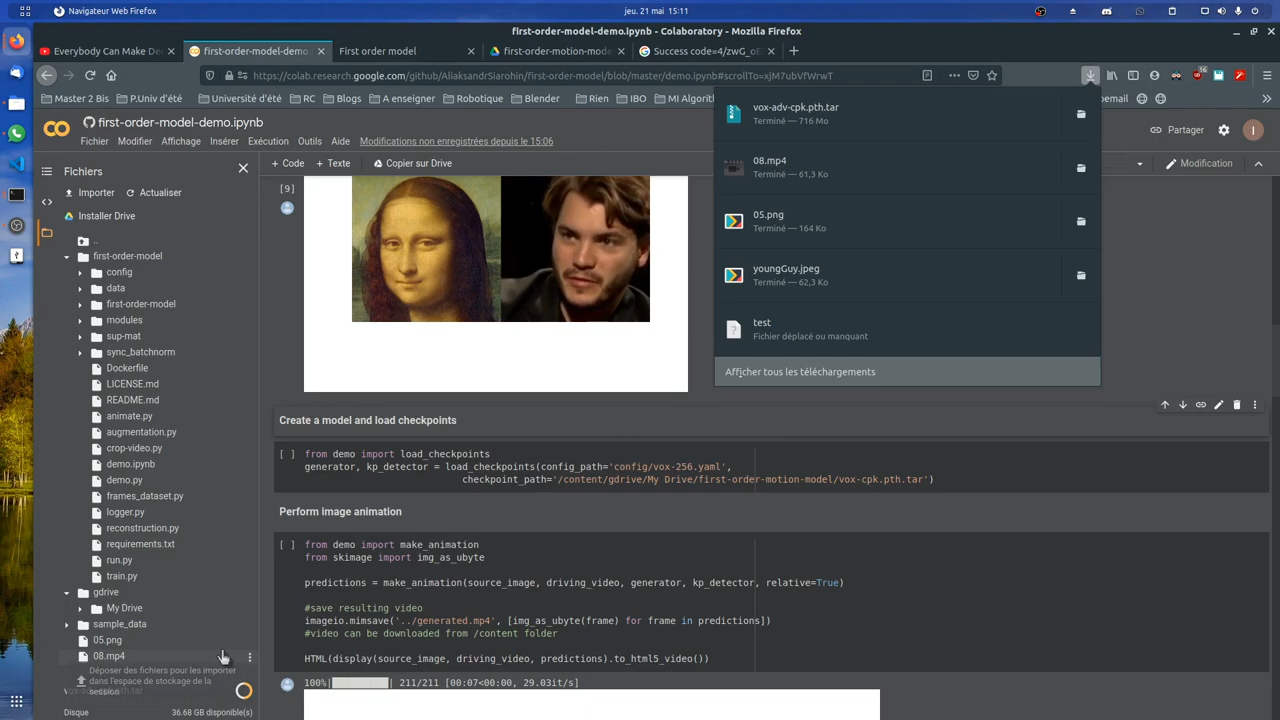 Navigateur Web Firefox
jeu. 21 mai 15:11
first-order-model-demo.ipynb - Colaboratory - Mozilla Firefox
Everybody Can Make De
first-order-model-demo.
First order model
first-order-motion-mode
Success code=4/zwG_oE
https://colab.research.google.com/github/AliaksandrSiarohin/first-order-model/blob/master/demo.ipynb#scrollTo=xjM7ubVfWrwT
16
Master 2 Bis
P.Univ d'été
Université d'été
RC
Blogs
A enseigner
Robotique
Blender
Rien
IBO
MI Algorith
pemail
first-order-model-demo.ipynb
Partager
I
Fichier
Modifier
Affichage
Insérer
Exécution
Outils
Aide
Modifications non enregistrées depuis 15:06
+ Code
+ Texte
Copier sur Drive
Modification
Fichiers
Importer
Actualiser
Installer Drive
..
first-order-model
config
data
first-order-model
modules
sup-mat
sync_batchnorm
Dockerfile
LICENSE.md
README.md
animate.py
augmentation.py
crop-video.py
demo.ipynb
demo.py
frames_dataset.py
logger.py
reconstruction.py
requirements.txt
run.py
train.py
gdrive
My Drive
sample_data
05.png
08.mp4
Déposer des fichiers pour les importer
dans l'espace de stockage de la
session
Disque
36.68 GB disponible(s)
[9]
vox-adv-cpk.pth.tar
Terminé — 716 Mo
08.mp4
Terminé — 61,3 Ko
05.png
Terminé — 164 Ko
youngGuy.jpeg
Terminé — 62,3 Ko
test
Fichier déplacé ou manquant
Afficher tous les téléchargements
Create a model and load checkpoints
[ ] from demo import load_checkpoints
generator, kp_detector = load_checkpoints(config_path='config/vox-256.yaml',
checkpoint_path='/content/gdrive/My Drive/first-order-motion-model/vox-cpk.pth.tar')
Perform image animation
[ ] from demo import make_animation
from skimage import img_as_ubyte
predictions = make_animation(source_image, driving_video, generator, kp_detector, relative=True)
#save resulting video
imageio.mimsave('../generated.mp4', [img_as_ubyte(frame) for frame in predictions])
#video can be downloaded from /content folder
HTML(display(source_image, driving_video, predictions).to_html5_video())
100%| | 211/211 [00:07<00:00, 29.03it/s]